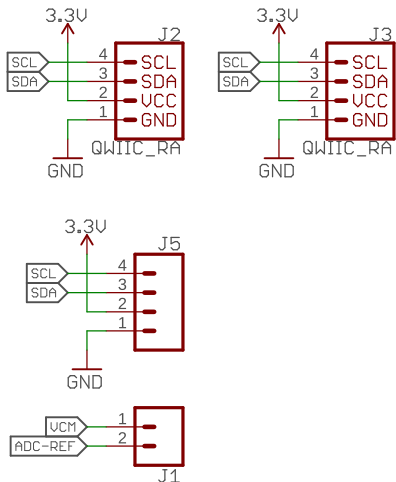 3.3V 3.3V
J2 J3
SCL 4 SCL SCL 4 SCL
SDA 3 SDA SDA 3 SDA
2 VCC 2 VCC
1 GND 1 GND
QWIIC_RA QWIIC_RA
GND GND
3.3V
J5
SCL 4
SDA 3
2
1
GND
VCM 1
ADC-REF 2
J1